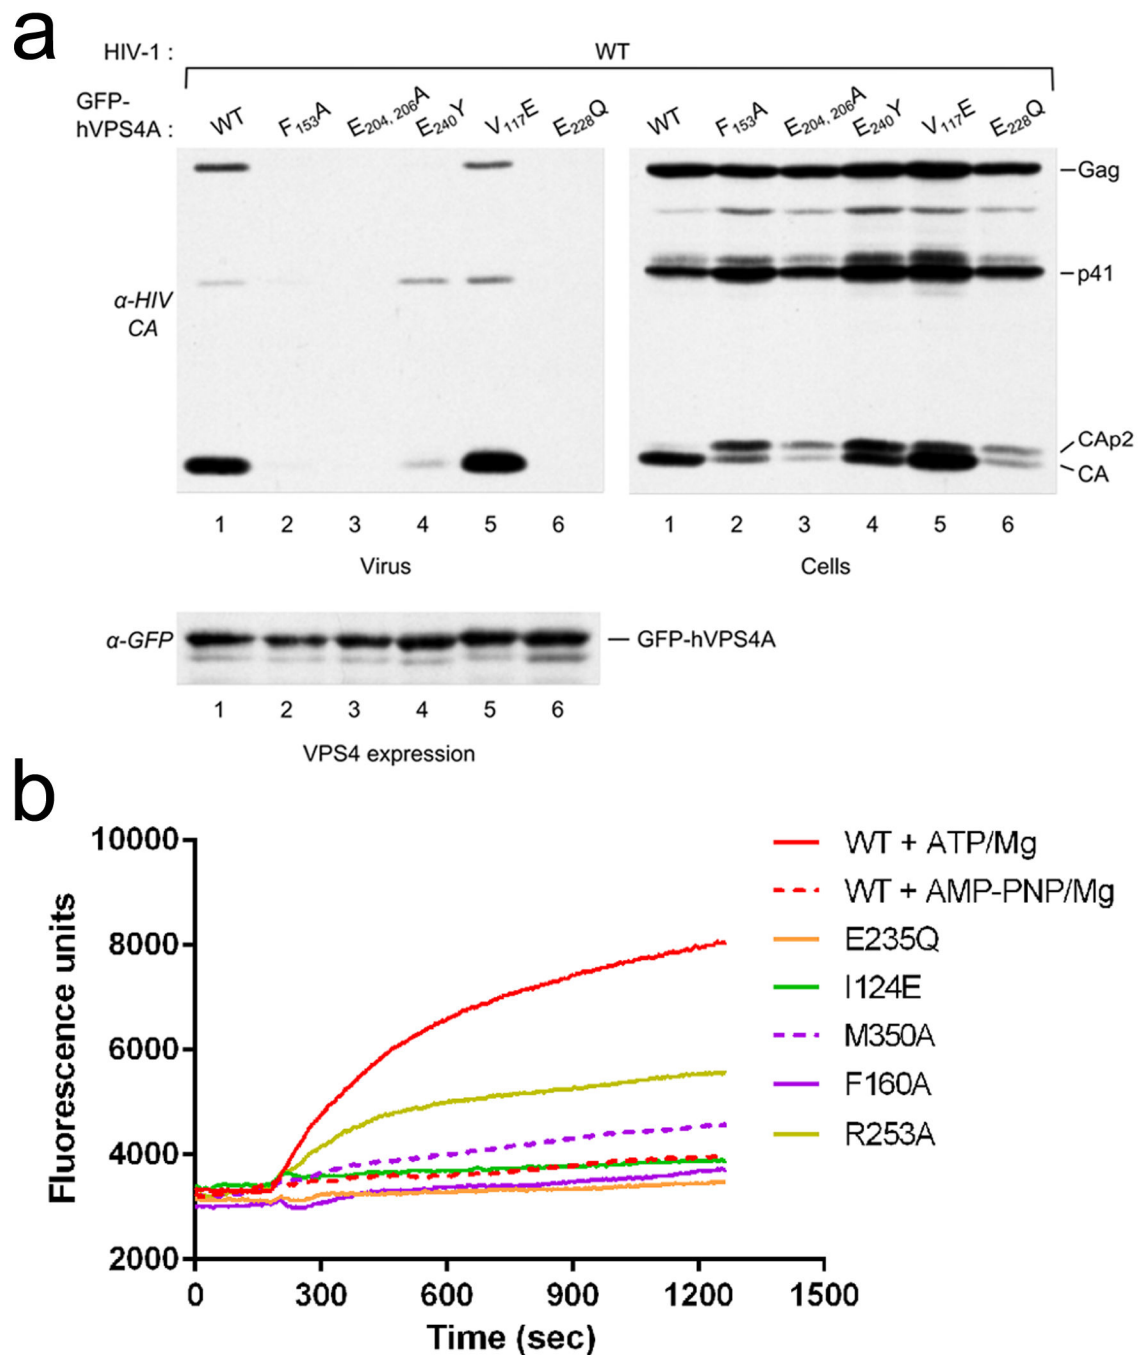 a
HIV-1 :
WT
GFP-
hVPS4A :
WT F153A E204, 206A E240Y V117E E228Q
WT F153A E204, 206A E240Y V117E E228Q
α-HIV
CA
Gag
p41
CAp2
CA
1 2 3 4 5 6
1 2 3 4 5 6
Virus
Cells
α-GFP
GFP-hVPS4A
1 2 3 4 5 6
VPS4 expression
b
Fluorescence units
10000
8000
6000
4000
2000
0 300 600 900 1200 1500
Time (sec)
WT + ATP/Mg
WT + AMP-PNP/Mg
E235Q
I124E
M350A
F160A
R253A